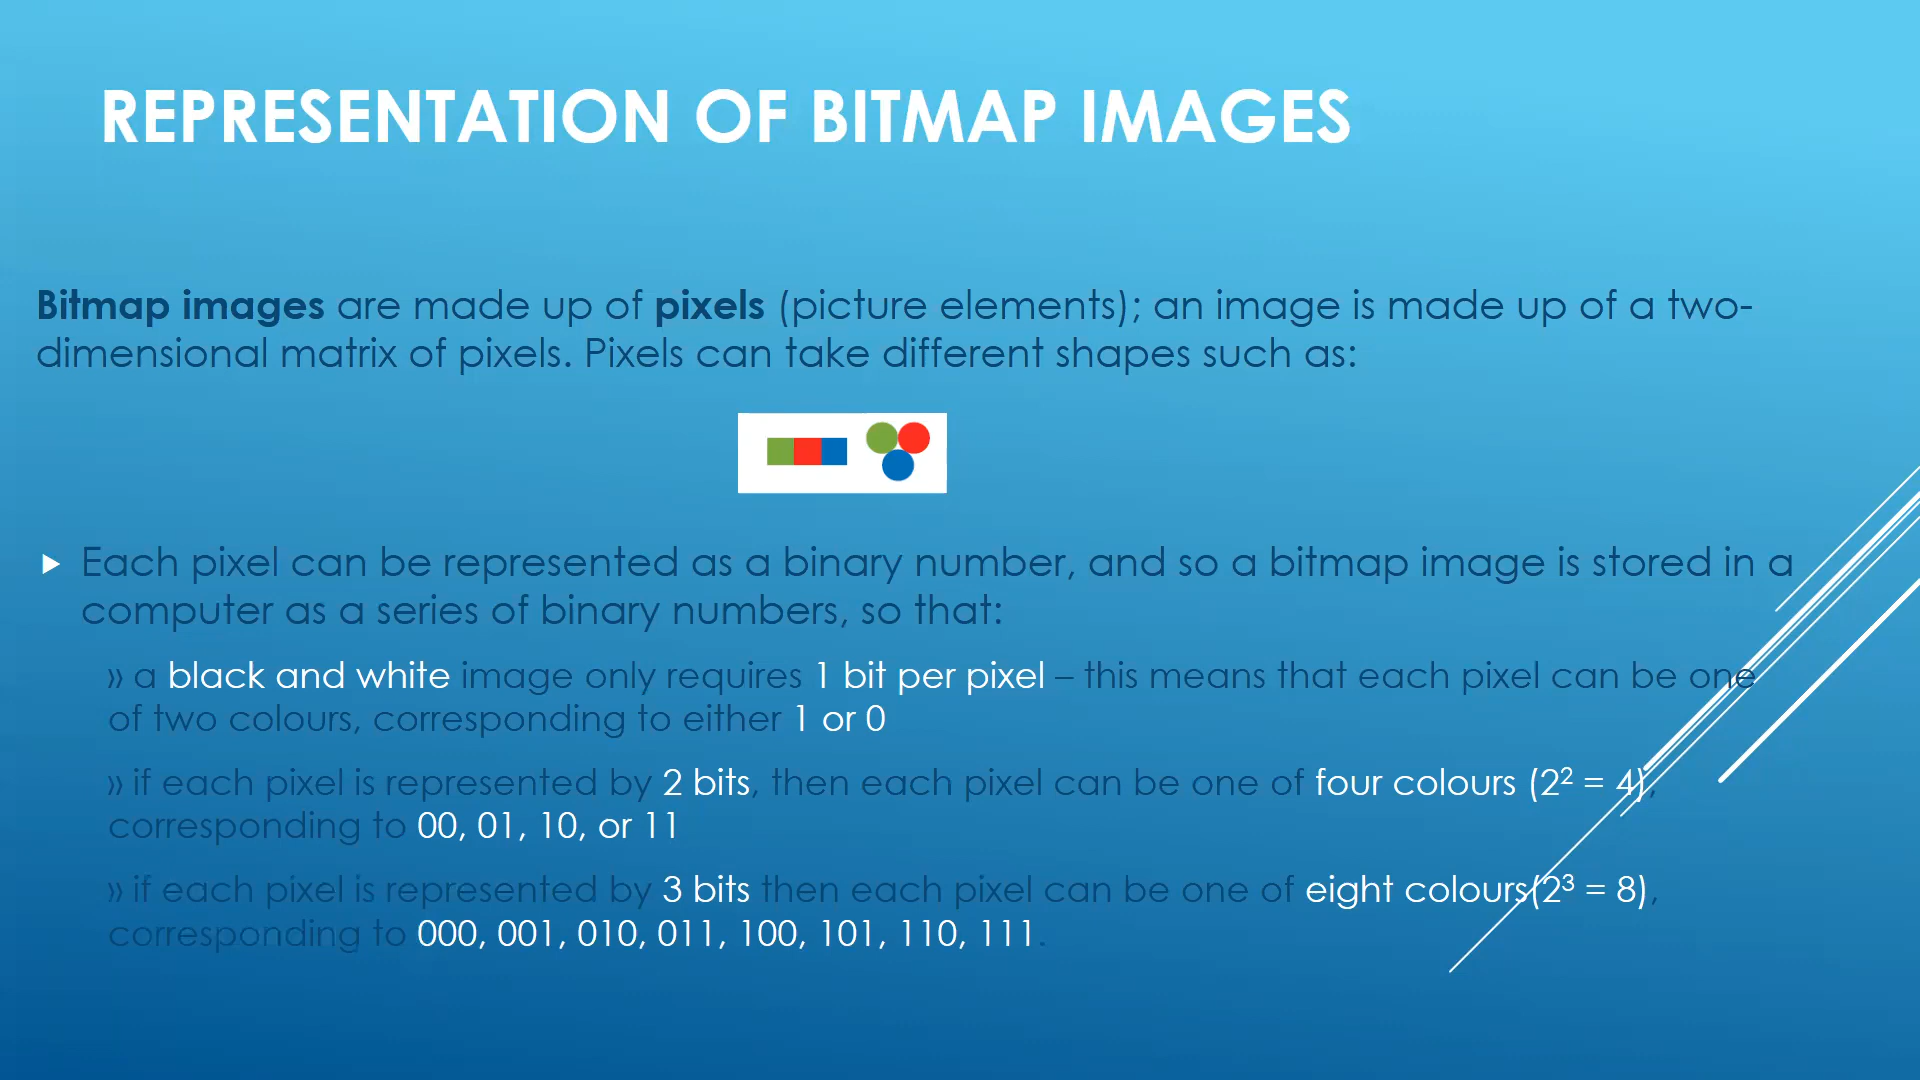 REPRESENTATION OF BITMAP IMAGES
Bitmap images are made up of pixels (picture elements); an image is made up of a two-
dimensional matrix of pixels. Pixels can take different shapes such as:
Each pixel can be represented as a binary number, and so a bitmap image is stored in a
computer as a series of binary numbers, so that:
» a black and white image only requires 1 bit per pixel – this means that each pixel can be one
of two colours, corresponding to either 1 or 0
» if each pixel is represented by 2 bits, then each pixel can be one of four colours (2² = 4),
corresponding to 00, 01, 10, or 11
» if each pixel is represented by 3 bits then each pixel can be one of eight colours(2³ = 8),
corresponding to 000, 001, 010, 011, 100, 101, 110, 111.